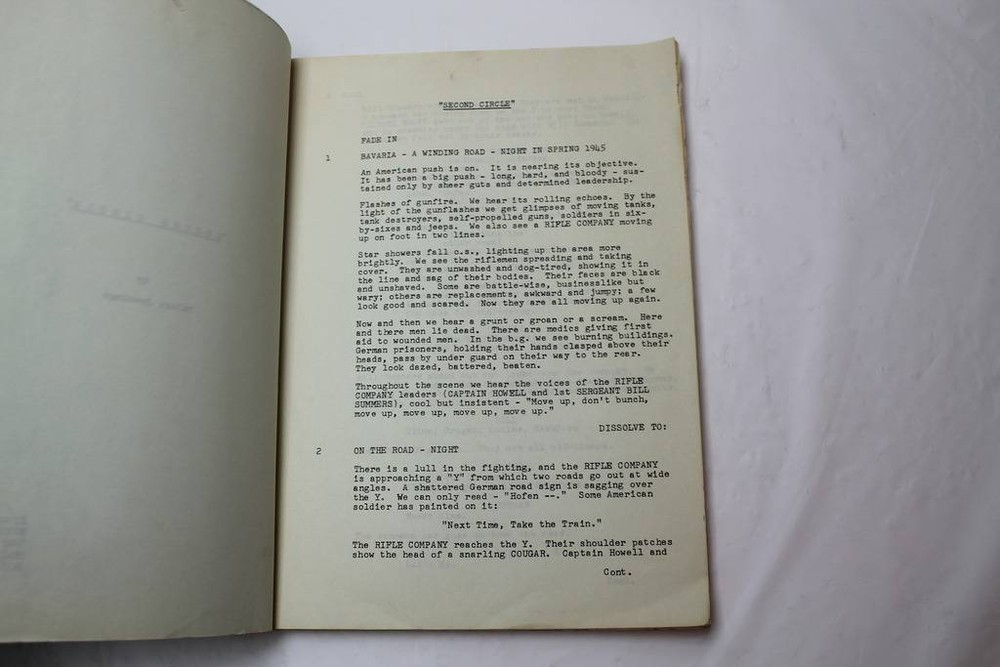 "SECOND CIRCLE"
FADE IN
1 BAVARIA - A WINDING ROAD - NIGHT IN SPRING 1945
An American push is on. It is nearing its objective.
It has been a big push - long, hard, and bloody - sus-
tained only by sheer guts and determined leadership.
Flashes of gunfire. We hear its rolling echoes. By the
light of the gunflashes we get glimpses of moving tanks,
tank destroyers, self-propelled guns, soldiers in six-
by-sixes and jeeps. We also see a RIFLE COMPANY moving
up on foot in two lines.
Star showers fall o.s., lighting up the area more
brightly. We see the riflemen spreading and taking
cover. They are unwashed and dog-tired, showing it in
the line and sag of their bodies. Their faces are black
and unshaved. Some are battle-wise, businesslike but
wary; others are replacements, awkward and jumpy; a few
look good and scared. Now they are all moving up again.
Now and then we hear a grunt or groan or a scream. Here
and there men lie dead. There are medics giving first
aid to wounded men. In the b.g. we see burning buildings.
German prisoners, holding their hands clasped above their
heads, pass by under guard on their way to the rear.
They look dazed, battered, beaten.
Throughout the scene we hear the voices of the RIFLE
COMPANY leaders (CAPTAIN HOWELL and 1st SERGEANT BILL
SUMMERS), cool but insistent - "Move up, don't bunch,
move up, move up, move up, move up."
DISSOLVE TO:
2 ON THE ROAD - NIGHT
There is a lull in the fighting, and the RIFLE COMPANY
is approaching a "Y" from which two roads go out at wide
angles. A shattered German road sign is sagging over
the Y. We can only read - "Hofen --." Some American
soldier has painted on it:
"Next Time, Take the Train."
The RIFLE COMPANY reaches the Y. Their shoulder patches
show the head of a snarling COUGAR. Captain Howell and
Cont.